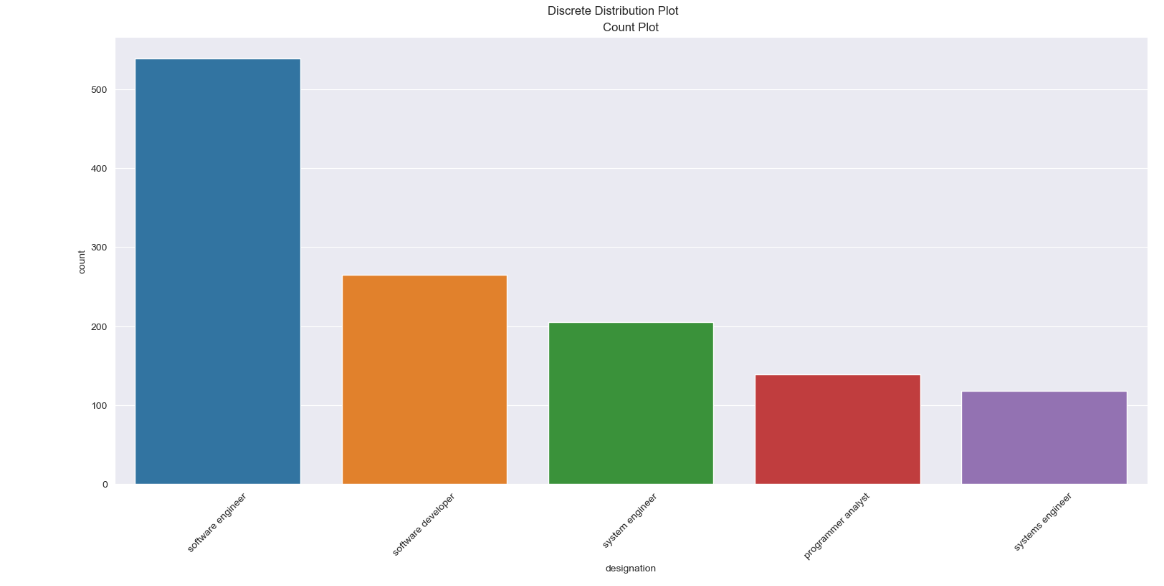 Discrete Distribution Plot
Count Plot
count
500
400
300
200
100
0
software engineer
software developer
system engineer
programmer analyst
systems engineer
designation